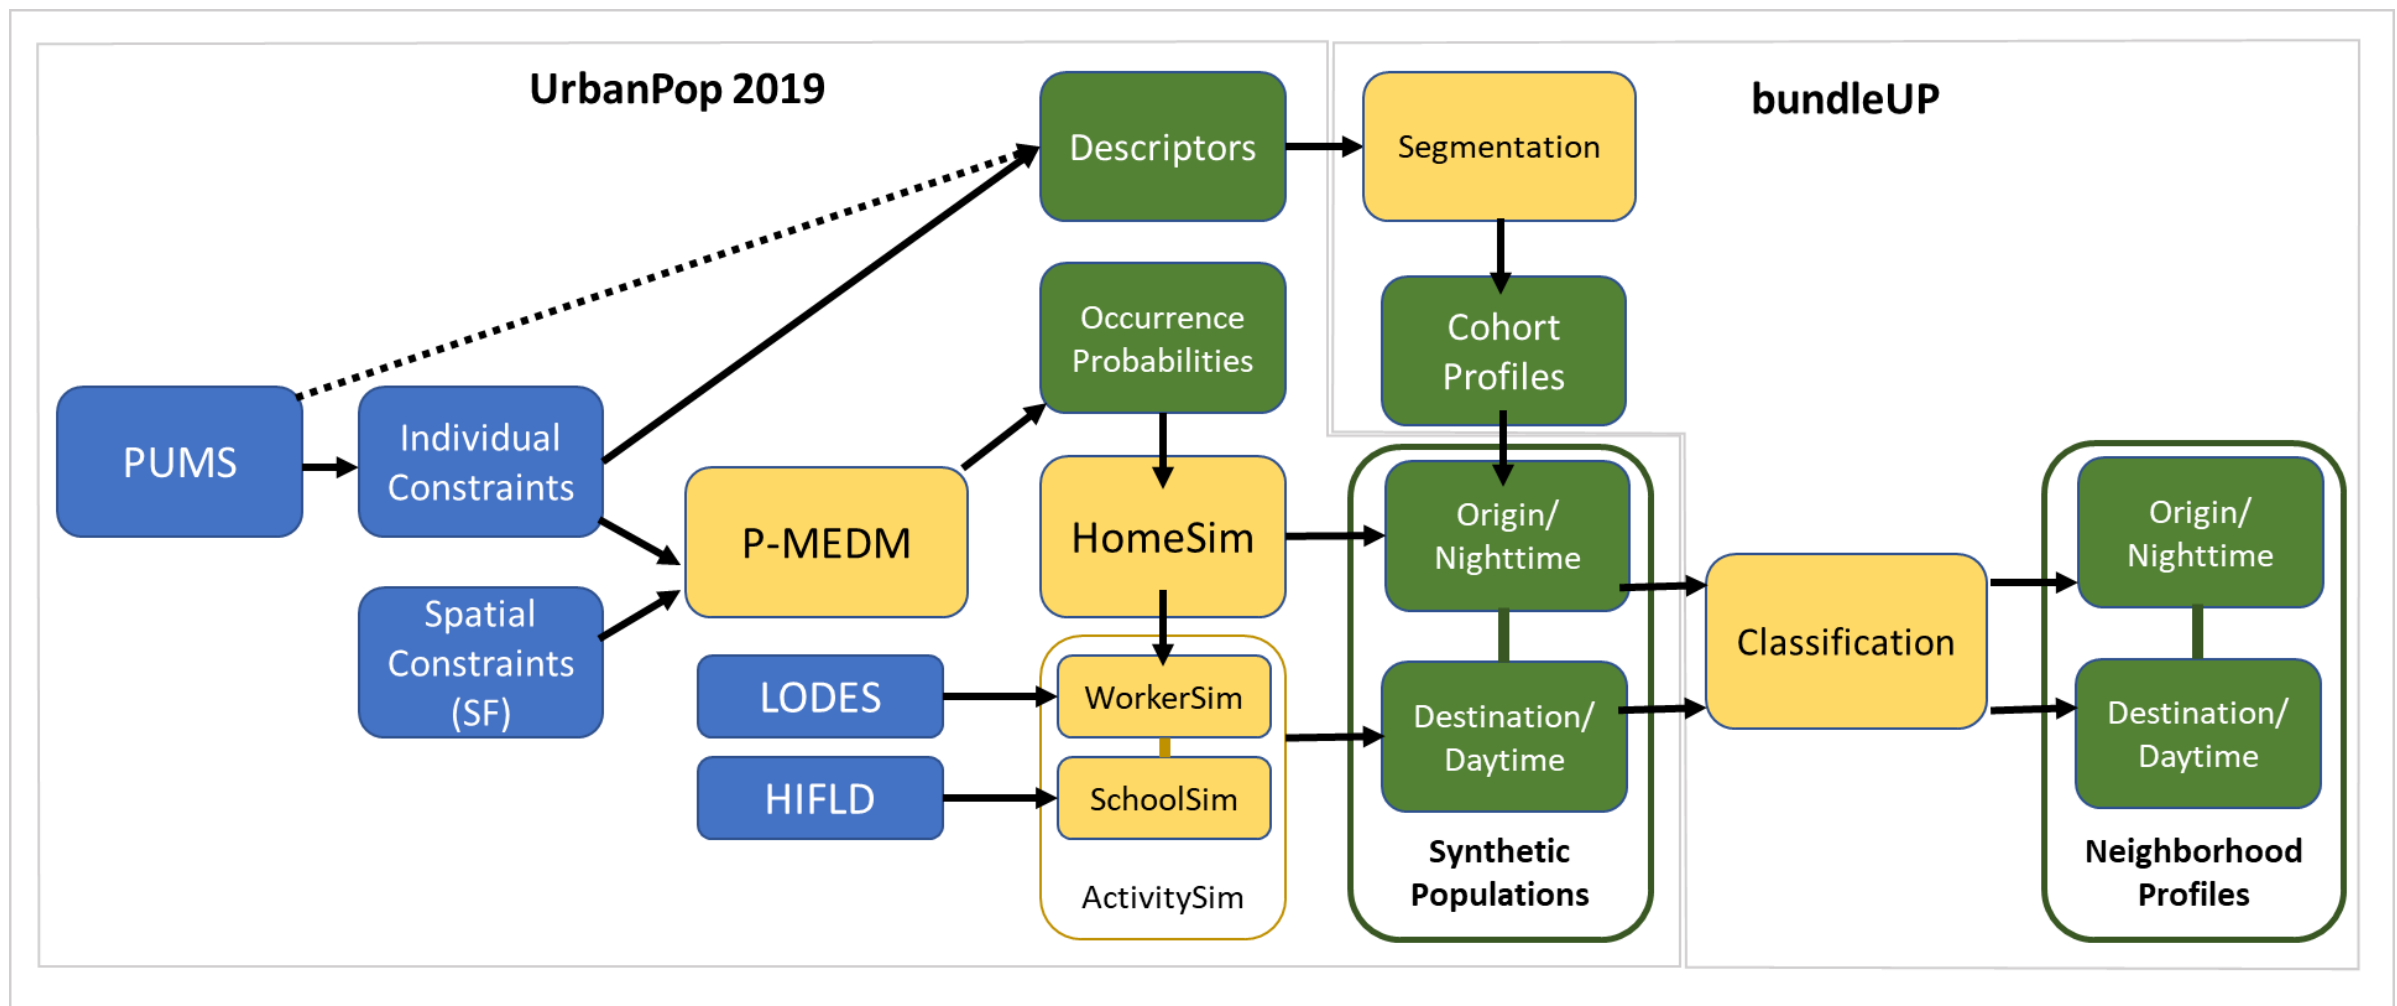 UrbanPop 2019
bundleUP
Descriptors
Segmentation
Occurrence
Probabilities
Cohort
Profiles
PUMS
Individual
Constraints
P-MEDM
HomeSim
Origin/
Nighttime
Origin/
Nighttime
Spatial
Constraints
(SF)
Classification
LODES
WorkerSim
Destination/
Daytime
Destination/
Daytime
HIFLD
SchoolSim
ActivitySim
Synthetic
Populations
Neighborhood
Profiles